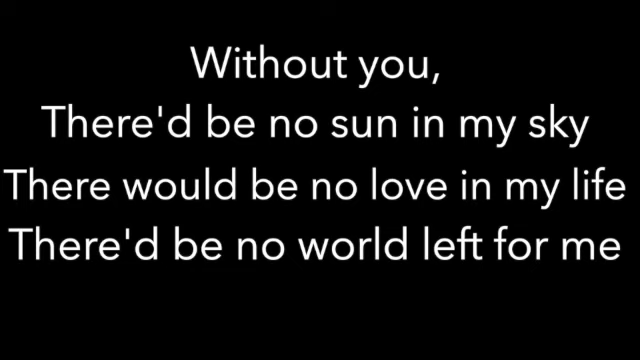 Without you,
There'd be no sun in my sky
There would be no love in my life
There'd be no world left for me